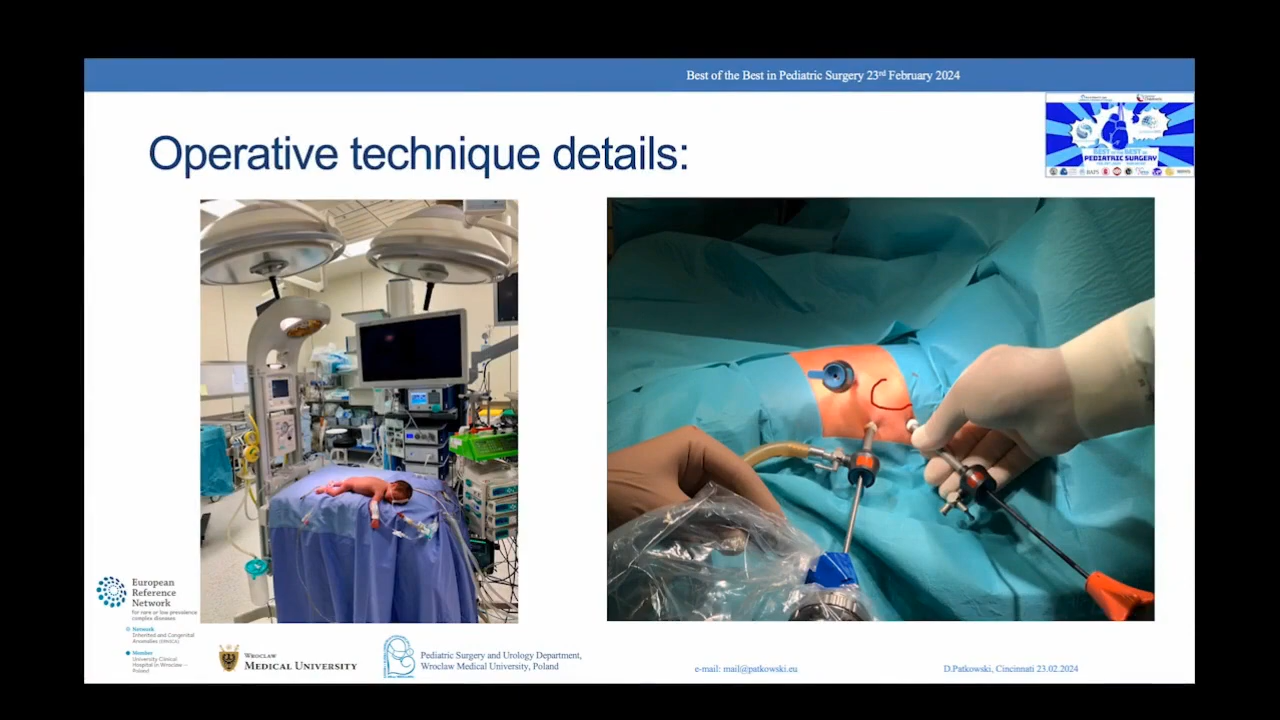 Best of the Best in Pediatric Surgery 23rd February 2024
Operative technique details:
PEDIATRIC SURGERY
European
Reference
Network
for rare or low prevalence
complex diseases
Network
Inherited and Congenital
Anomalies (ERNICA)
Member
University Clinical
Hospital in Wroclaw –
Poland
WROCLAW
MEDICAL UNIVERSITY
Pediatric Surgery and Urology Department,
Wroclaw Medical University, Poland
e-mail: mail@patkowski.eu
D.Patkowski, Cincinnati 23.02.2024